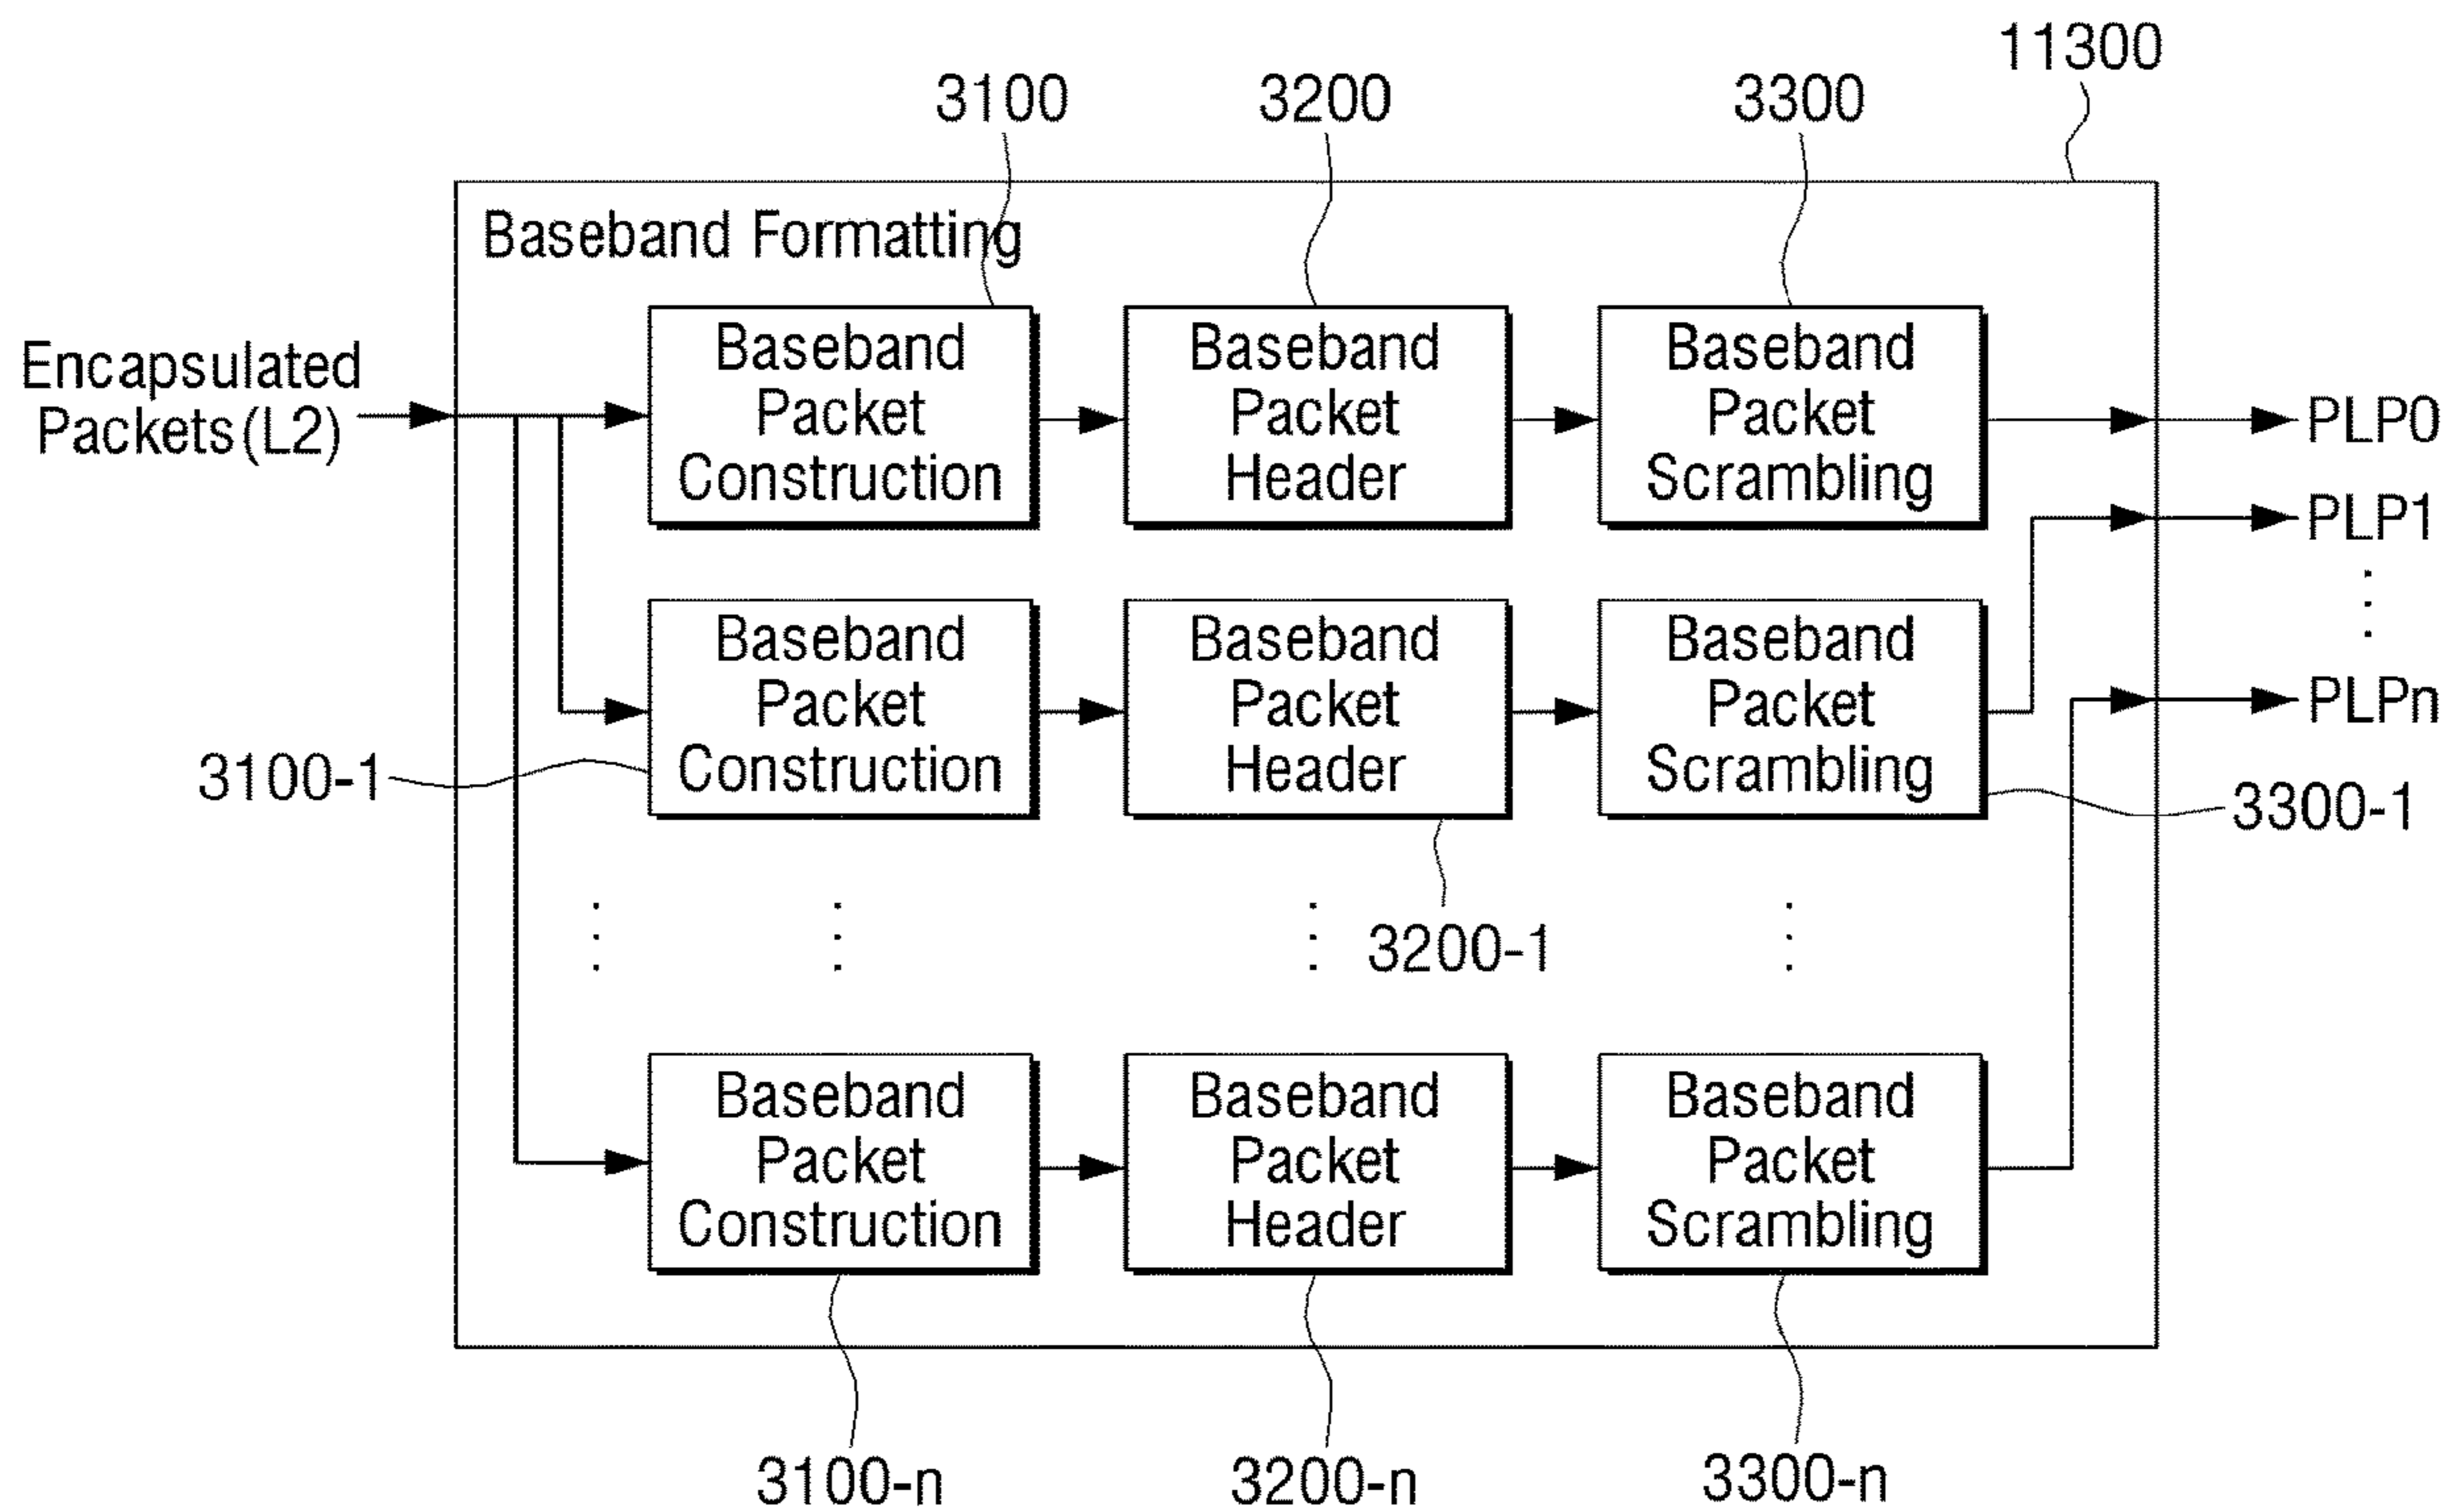 11300
3100
3200
3300
Baseband Formatting
Encapsulated
Packets(L2)
Baseband
Packet
Construction
Baseband
Packet
Header
Baseband
Packet
Scrambling
PLP0
PLP1
PLPn
Baseband
Packet
Construction
Baseband
Packet
Header
Baseband
Packet
Scrambling
3100-1
3300-1
3200-1
Baseband
Packet
Construction
Baseband
Packet
Header
Baseband
Packet
Scrambling
3100-n
3200-n
3300-n